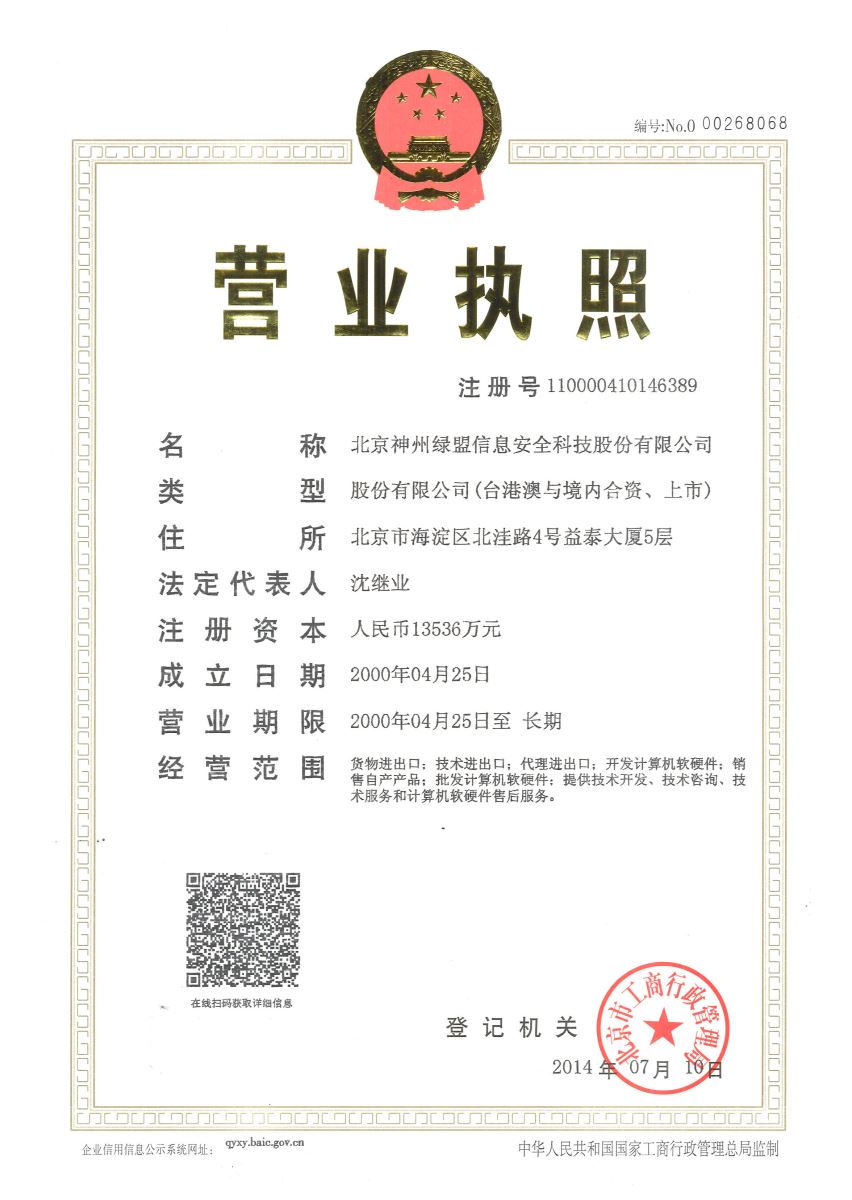 编号:No.0 00268068
营业执照
注册号 110000410146389
名称 北京神州绿盟信息安全科技股份有限公司
类型 股份有限公司(台港澳与境内合资、上市)
住所 北京市海淀区北洼路4号益泰大厦5层
法定代表人 沈继业
注册资本 人民币13536万元
成立日期 2000年04月25日
营业期限 2000年04月25日至 长期
经营范围 货物进出口；技术进出口；代理进出口；开发计算机软硬件；销
售自产产品；批发计算机软硬件；提供技术开发、技术咨询、技
术服务和计算机软硬件售后服务。
在线扫码获取详细信息
北京市工商行政管理局
登记机关
2014 年 07 月 10 日
企业信用信息公示系统网址： qyxy.baic.gov.cn
中华人民共和国国家工商行政管理总局监制